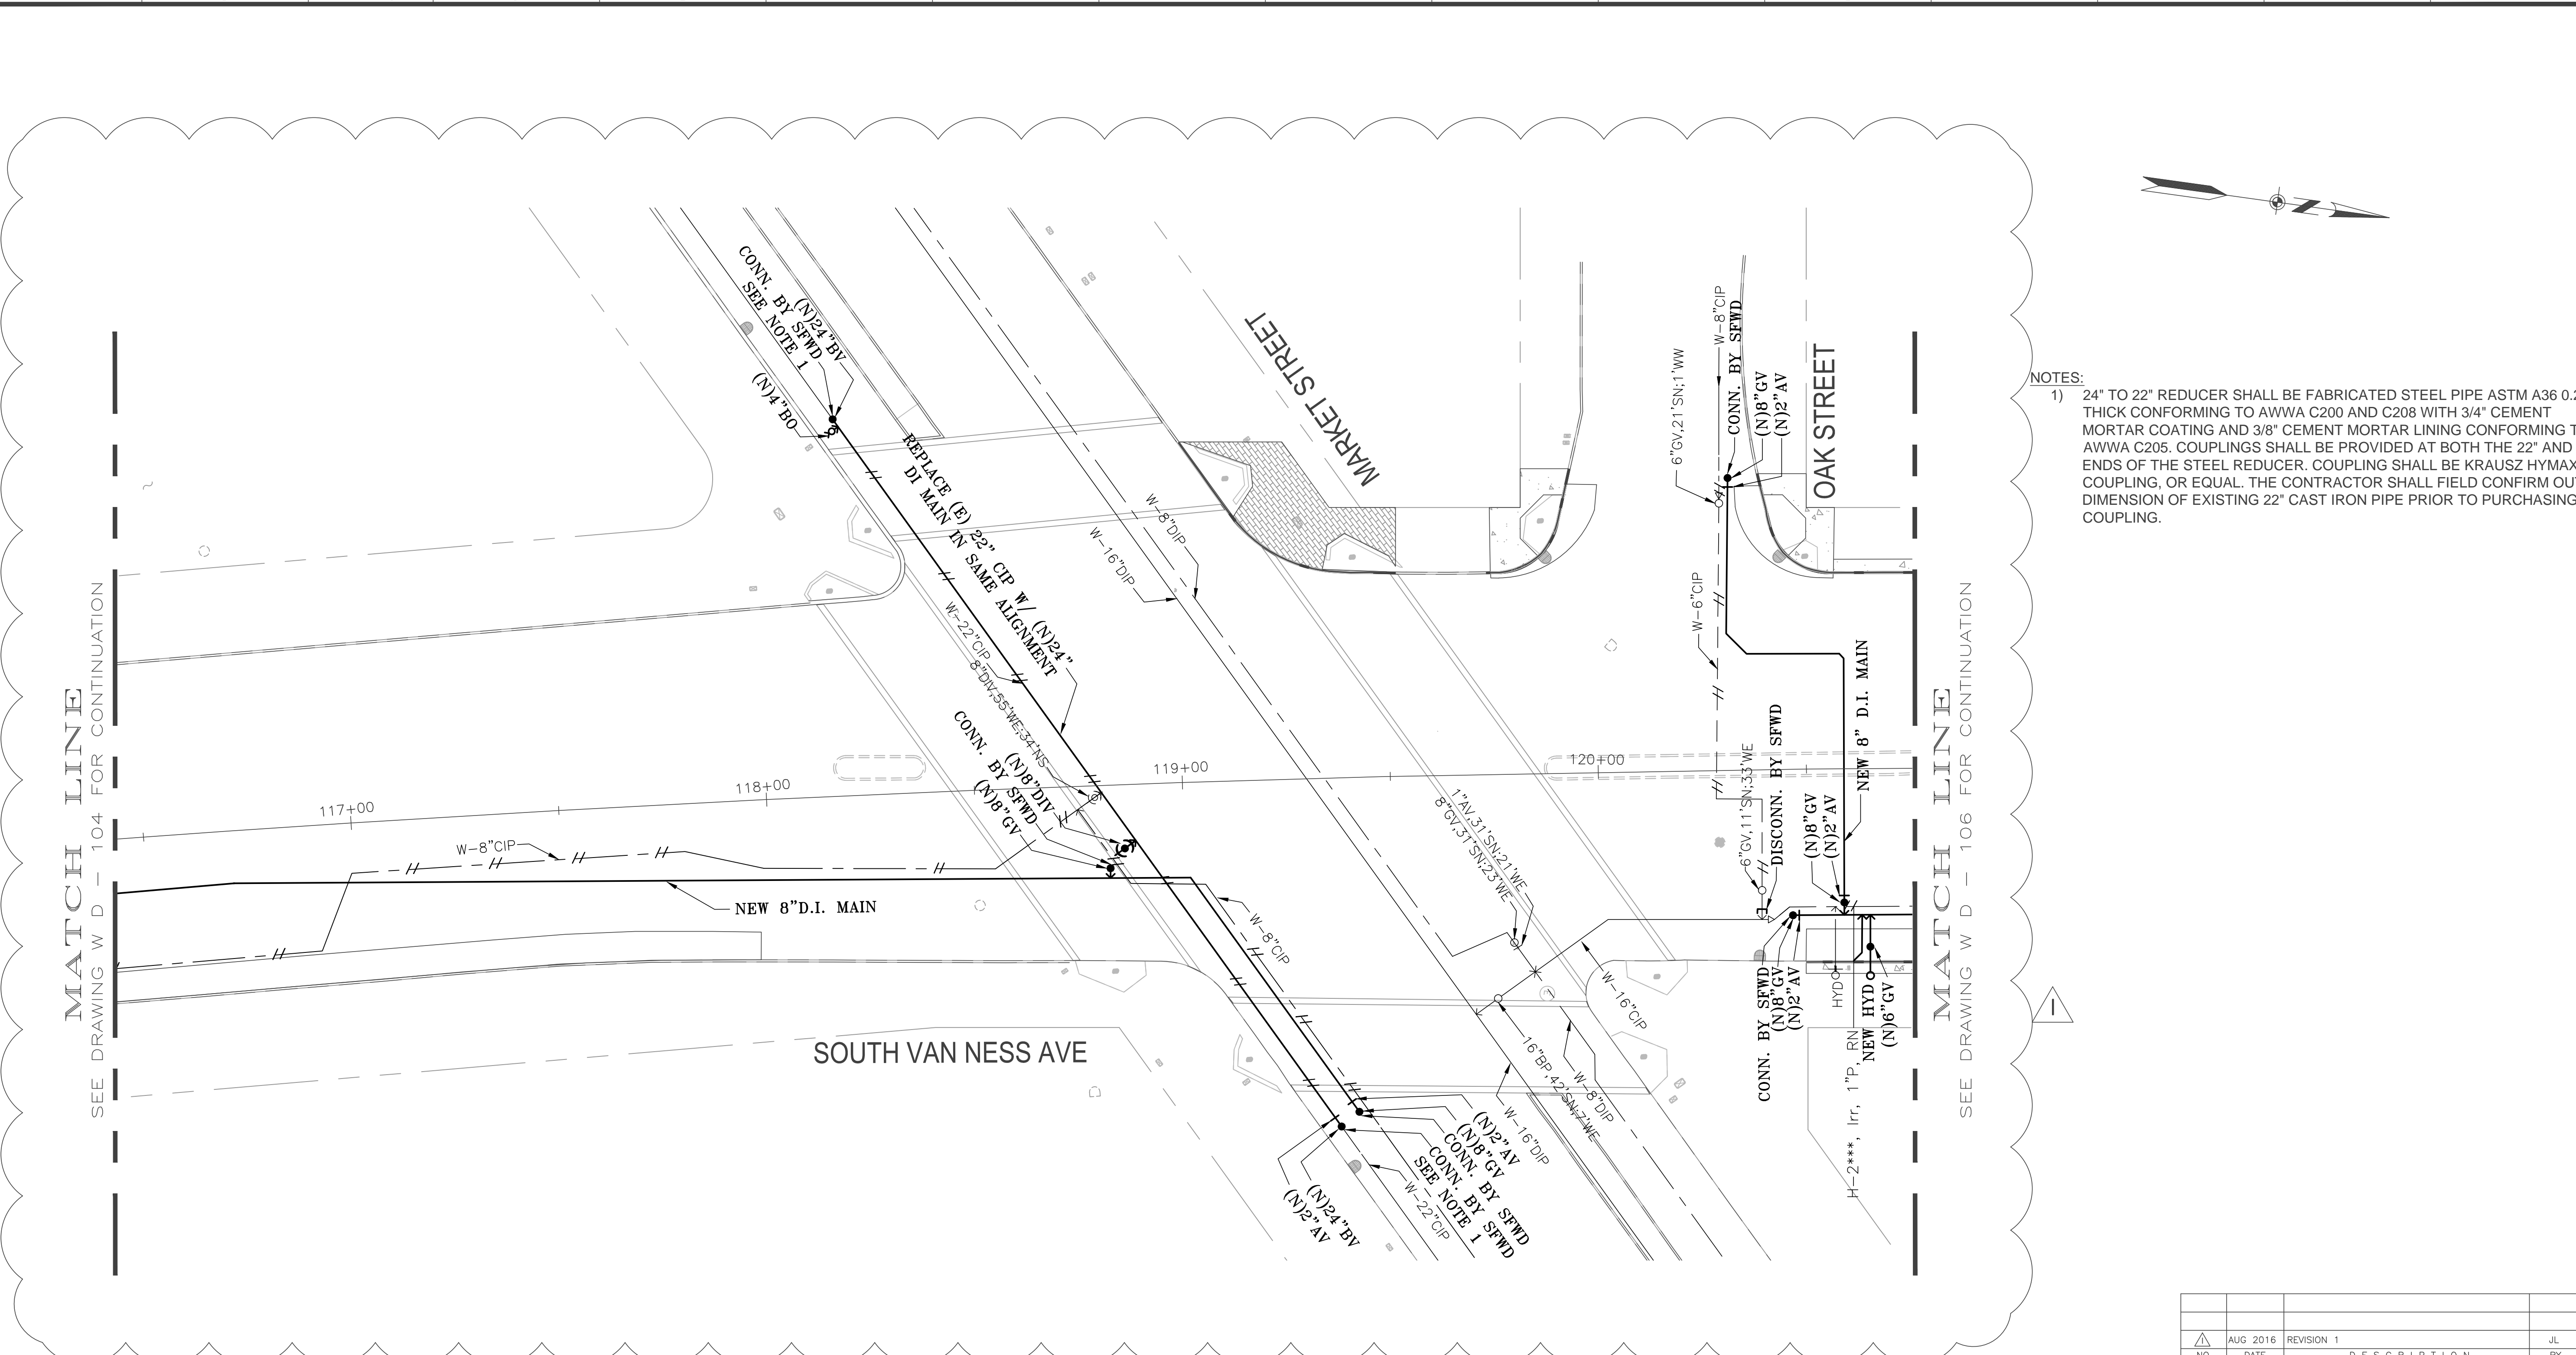 MATCH LINE
SEE DRAWING W D - 104 FOR CONTINUATION
CONN. BY SFWD
SEE NOTE 1
(N)24"BV
(N)4"BO
REPLACE (E) 22" CIP W/ (N)24"
DI MAIN IN SAME ALIGNMENT
W-22"CIP
8"DIV,55'WE;34'NS
CONN. BY SFWD
(N)8"DIV
(N)8"GV
117+00
118+00
119+00
120+00
W-8"CIP
NEW 8"D.I. MAIN
SOUTH VAN NESS AVE
W-8"CIP
MARKET STREET
W-8"DIP
W-16"DIP
OAK STREET
W-8"CIP
CONN. BY SFWD
(N)8"GV
(N)2"AV
6"GV,21'SN;1'WW
W-6"CIP
6"GV,11'SN;33'WE
DISCONN. BY SFWD
NEW 8" D.I. MAIN
(N)8"GV
(N)2"AV
1"AV,31'SN;21'WE
8"GV,31'SN;23'WE
W-16"CIP
16"BP,42'SN;7'WE
W-8"DIP
W-16"DIP
CONN. BY SFWD
(N)8"GV
(N)2"AV
HYD
NEW HYD
(N)6"GV
H-2***, Irr, 1"P, RN
(N)2"AV
(N)8"GV
CONN. BY SFWD
CONN. BY SFWD
SEE NOTE 1
W-22"CIP
(N)24"BV
(N)2"AV
MATCH LINE
SEE DRAWING W D - 106 FOR CONTINUATION
1
N
NOTES:
1) 24" TO 22" REDUCER SHALL BE FABRICATED STEEL PIPE ASTM A36 0.2
THICK CONFORMING TO AWWA C200 AND C208 WITH 3/4" CEMENT
MORTAR COATING AND 3/8" CEMENT MORTAR LINING CONFORMING T
AWWA C205. COUPLINGS SHALL BE PROVIDED AT BOTH THE 22" AND
ENDS OF THE STEEL REDUCER. COUPLING SHALL BE KRAUSZ HYMAX
COUPLING, OR EQUAL. THE CONTRACTOR SHALL FIELD CONFIRM OU
DIMENSION OF EXISTING 22" CAST IRON PIPE PRIOR TO PURCHASING
COUPLING.
1 AUG 2016 REVISION 1 JL
NO DATE DESCRIPTION BY